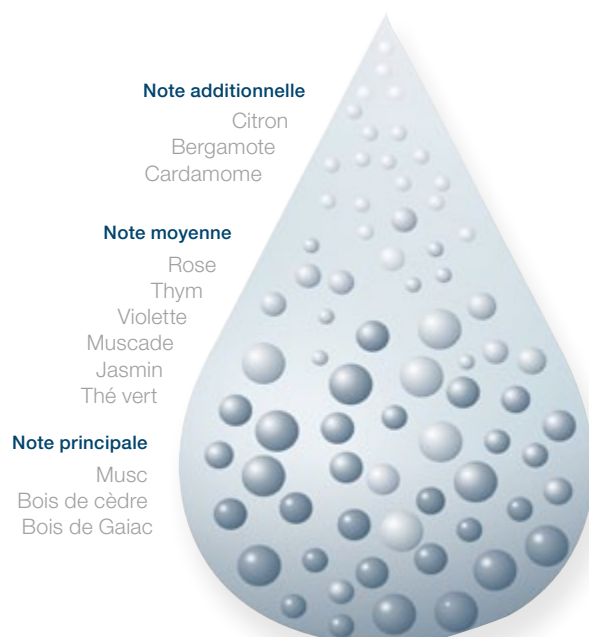 Note additionnelle
Citron
Bergamote
Cardamome
Note moyenne
Rose
Thym
Violette
Muscade
Jasmin
Thé vert
Note principale
Musc
Bois de cèdre
Bois de Gaiac